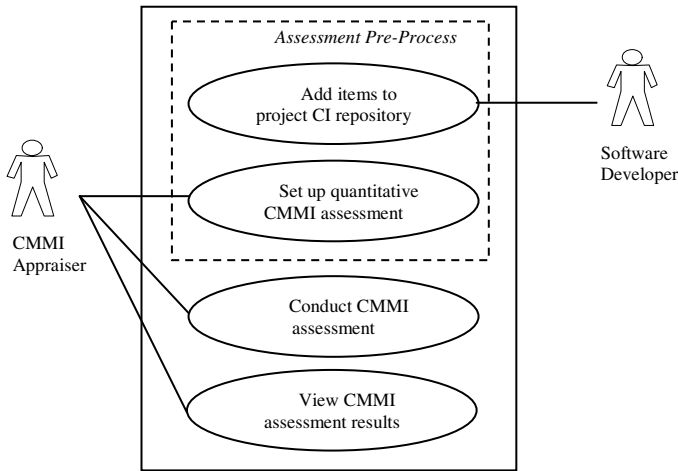 Assessment Pre-Process
Add items to
project CI repository
Software
Developer
Set up quantitative
CMMI assessment
CMMI
Appraiser
Conduct CMMI
assessment
View CMMI
assessment results